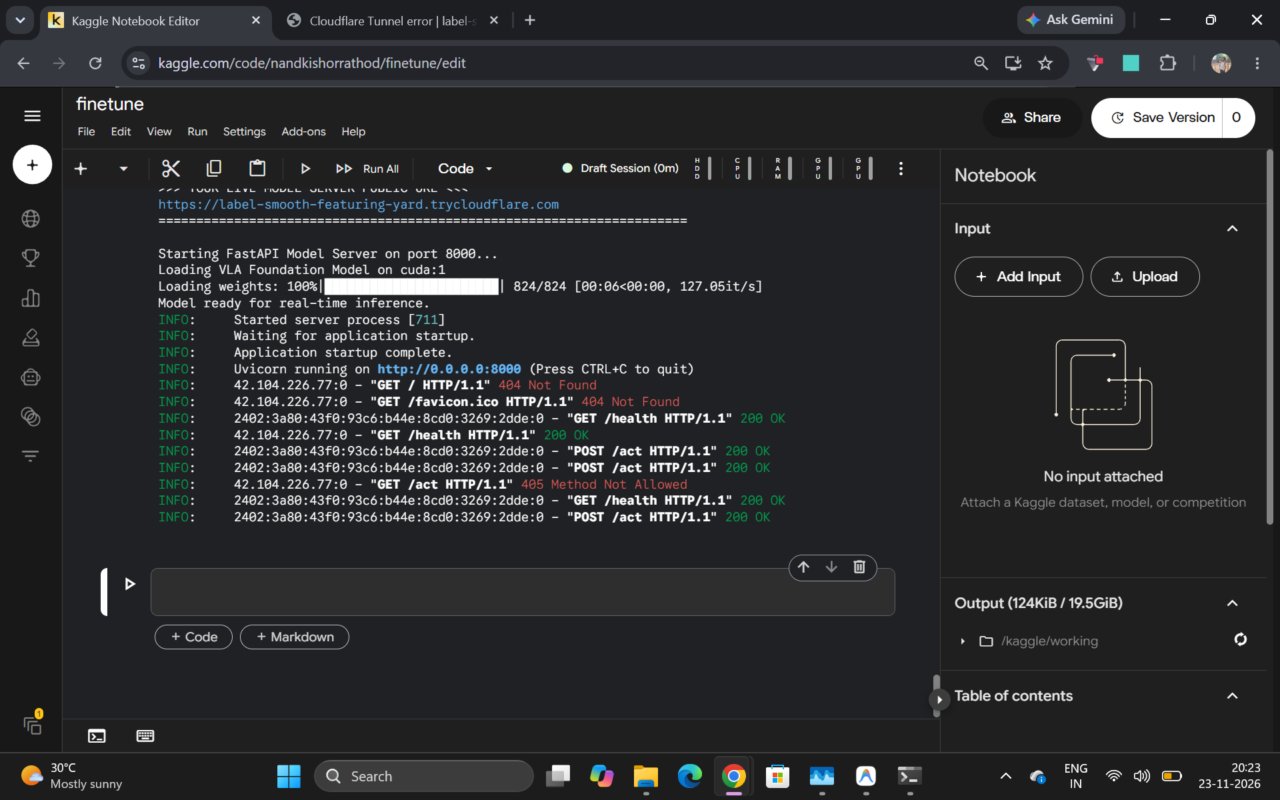 Kaggle Notebook Editor
Cloudflare Tunnel error | label-s
Ask Gemini
kaggle.com/code/nandkishorrathod/finetune/edit
finetune
File Edit View Run Settings Add-ons Help
Share
Save Version 0
Run All
Code
Draft Session (0m)
HDD
CPU
RAM
GPU
GPU
>>> YOUR LIVE MODEL SERVER PUBLIC URL <<<
https://label-smooth-featuring-yard.trycloudflare.com
======================================================================
Starting FastAPI Model Server on port 8000...
Loading VLA Foundation Model on cuda:1
Loading weights: 100%| | 824/824 [00:06<00:00, 127.05it/s]
Model ready for real-time inference.
INFO: Started server process [711]
INFO: Waiting for application startup.
INFO: Application startup complete.
INFO: Uvicorn running on http://0.0.0.0:8000 (Press CTRL+C to quit)
INFO: 42.104.226.77:0 - "GET / HTTP/1.1" 404 Not Found
INFO: 42.104.226.77:0 - "GET /favicon.ico HTTP/1.1" 404 Not Found
INFO: 2402:3a80:43f0:93c6:b44e:8cd0:3269:2dde:0 - "GET /health HTTP/1.1" 200 OK
INFO: 42.104.226.77:0 - "GET /health HTTP/1.1" 200 OK
INFO: 2402:3a80:43f0:93c6:b44e:8cd0:3269:2dde:0 - "POST /act HTTP/1.1" 200 OK
INFO: 2402:3a80:43f0:93c6:b44e:8cd0:3269:2dde:0 - "POST /act HTTP/1.1" 200 OK
INFO: 42.104.226.77:0 - "GET /act HTTP/1.1" 405 Method Not Allowed
INFO: 2402:3a80:43f0:93c6:b44e:8cd0:3269:2dde:0 - "GET /health HTTP/1.1" 200 OK
INFO: 2402:3a80:43f0:93c6:b44e:8cd0:3269:2dde:0 - "POST /act HTTP/1.1" 200 OK
+ Code
+ Markdown
Notebook
Input
+ Add Input
Upload
No input attached
Attach a Kaggle dataset, model, or competition
Output (124KiB / 19.5GiB)
/kaggle/working
Table of contents
1
30°C
Mostly sunny
Search
ENG
IN
20:23
23-11-2026